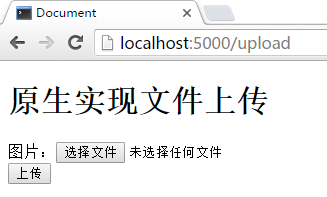 Document
localhost:5000/upload
原生实现文件上传
图片：选择文件 未选择任何文件
上传